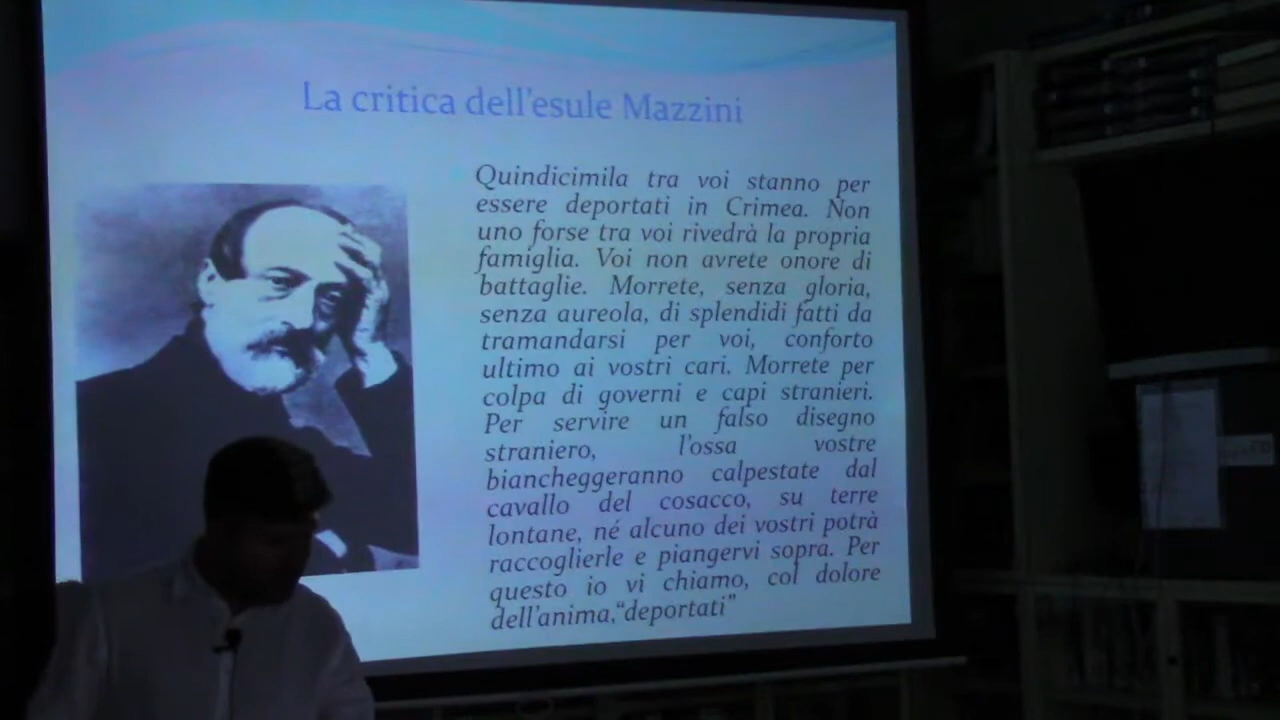 La critica dell'esule Mazzini
Quindicimila tra voi stanno per
essere deportati in Crimea. Non
uno forse tra voi rivedrà la propria
famiglia. Voi non avrete onore di
battaglie. Morrete, senza gloria,
senza aureola, di splendidi fatti da
tramandarsi per voi, conforto
ultimo ai vostri cari. Morrete per
colpa di governi e capi stranieri.
Per servire un falso disegno
straniero, l'ossa vostre
biancheggeranno calpestate dal
cavallo del cosacco, su terre
lontane, né alcuno dei vostri potrà
raccoglierle e piangervi sopra. Per
questo io vi chiamo, col dolore
dell'anima,“deportati”